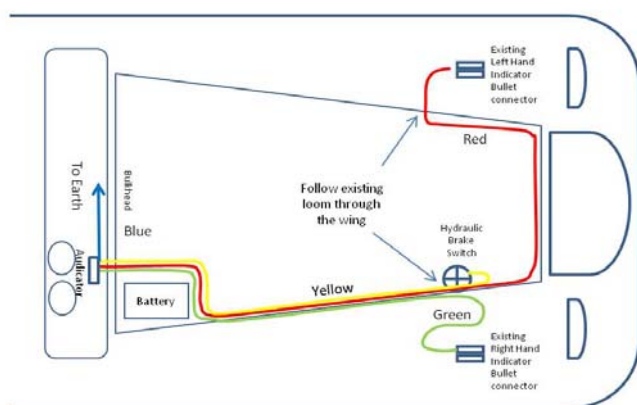 Existing
Left Hand
Indicator
Bullet
connector
Red
To Earth
Bulkhead
Follow existing
loom through
the wing
Blue
Hydraulic
Brake
Switch
Audicator
Battery
Yellow
Green
Existing
Right Hand
Indicator
Bullet
connector